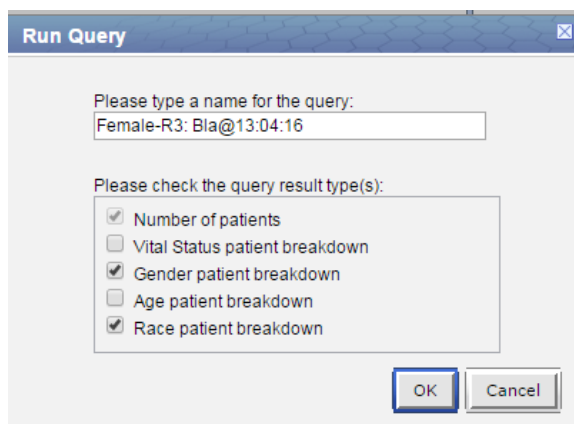 Run Query
Please type a name for the query:
Female-R3: Bla@13:04:16
Please check the query result type(s):
Number of patients
Vital Status patient breakdown
Gender patient breakdown
Age patient breakdown
Race patient breakdown
OK Cancel